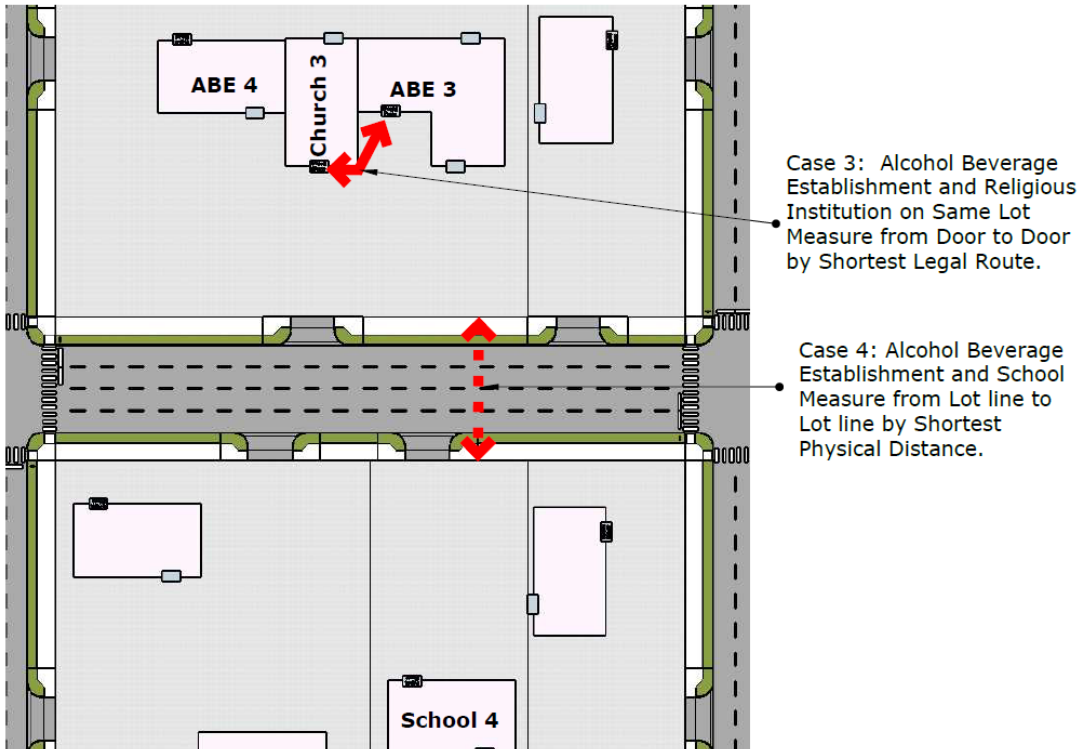 ABE 4
Church 3
ABE 3
Case 3: Alcohol Beverage
Establishment and Religious
Institution on Same Lot
Measure from Door to Door
by Shortest Legal Route.
Case 4: Alcohol Beverage
Establishment and School
Measure from Lot line to
Lot line by Shortest
Physical Distance.
School 4